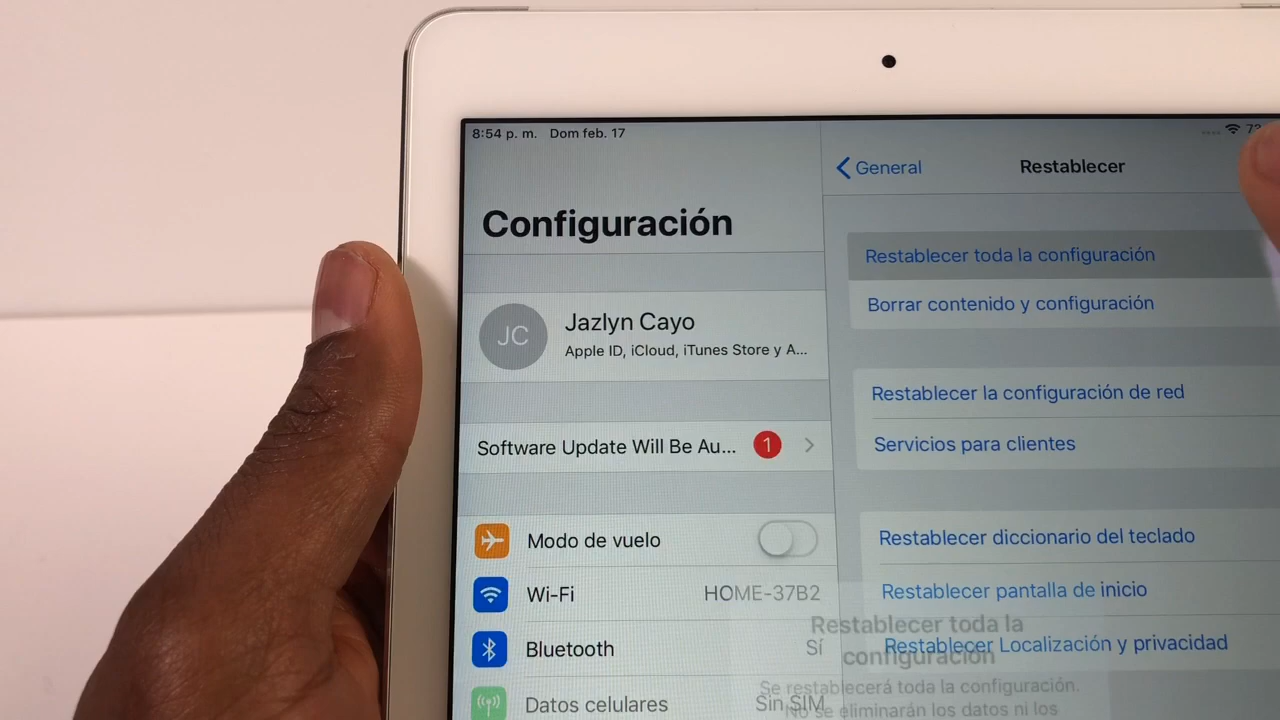 8:54 p. m. Dom feb. 17
Configuración
JC
Jazlyn Cayo
Apple ID, iCloud, iTunes Store y A...
Software Update Will Be Au... 1
Modo de vuelo
Wi-Fi HOME-37B2
Bluetooth Sí
Datos celulares Sin SIM
General
Restablecer
Restablecer toda la configuración
Borrar contenido y configuración
Restablecer la configuración de red
Servicios para clientes
Restablecer diccionario del teclado
Restablecer pantalla de inicio
Restablecer Localización y privacidad
Restablecer toda la
configuración
Se restablecerá toda la configuración.
No se eliminarán los datos ni los